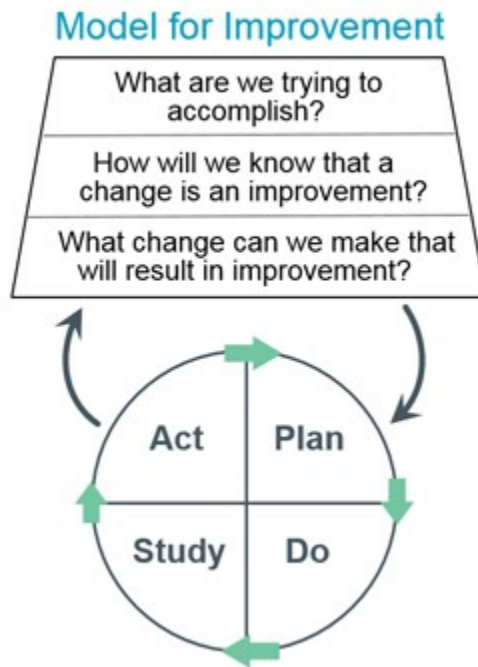 Model for Improvement
What are we trying to
accomplish?
How will we know that a
change is an improvement?
What change can we make that
will result in improvement?
Act
Plan
Study
Do